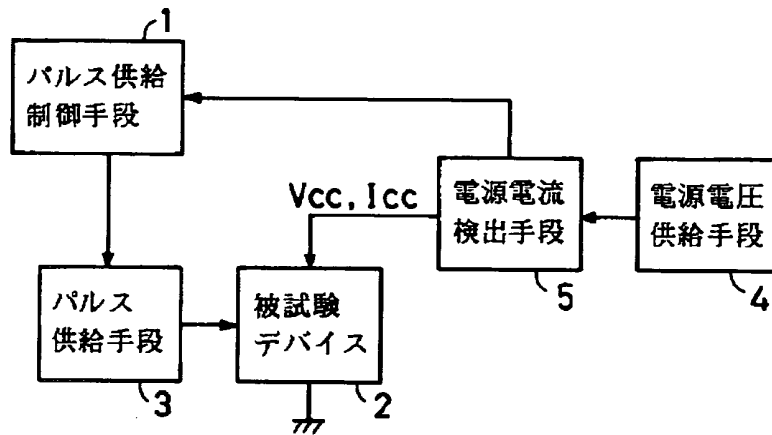 1
パルス供給
制御手段
Vcc, Icc
電源電流
検出手段
5
電源電圧
供給手段
4
パルス
供給手段
3
被試験
デバイス
2